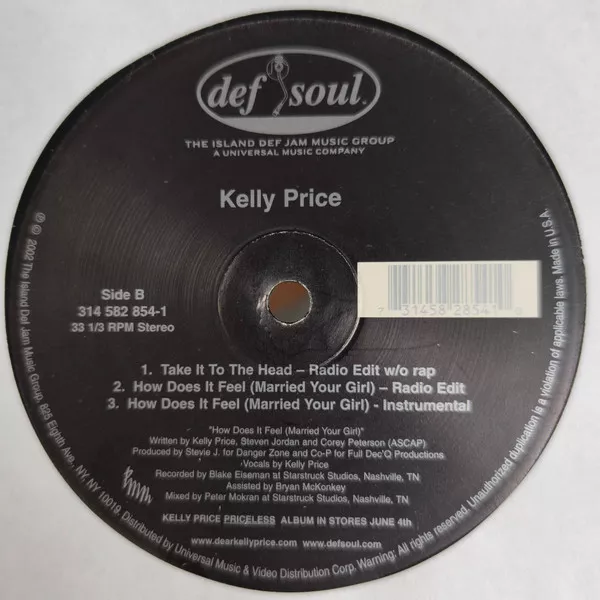 def soul™
THE ISLAND DEF JAM MUSIC GROUP
A UNIVERSAL MUSIC COMPANY
Kelly Price
Side B
314 582 854-1
33 1/3 RPM Stereo
7 31458 28541 9
1. Take It To The Head – Radio Edit w/o rap
2. How Does It Feel (Married Your Girl) – Radio Edit
3. How Does It Feel (Married Your Girl) - Instrumental
"How Does It Feel (Married Your Girl)"
Written by Kelly Price, Steven Jordan and Corey Peterson (ASCAP)
Produced by Stevie J. for Danger Zone and Co-P for Full Dec'Q Productions
Vocals by Kelly Price
Recorded by Blake Eiseman at Starstruck Studios, Nashville, TN
Assisted by Bryan McKonkey
Mixed by Peter Mokran at Starstruck Studios, Nashville, TN
KELLY PRICE PRICELESS ALBUM IN STORES JUNE 4th
www.dearkellyprice.com www.defsoul.com
℗ © 2002 The Island Def Jam Music Group, 825 Eighth Ave., NY, NY 10019 Distributed by Universal Music & Video Distribution Corp. Warning: All rights reserved. Unauthorized duplication is a violation of applicable laws. Made in U.S.A.